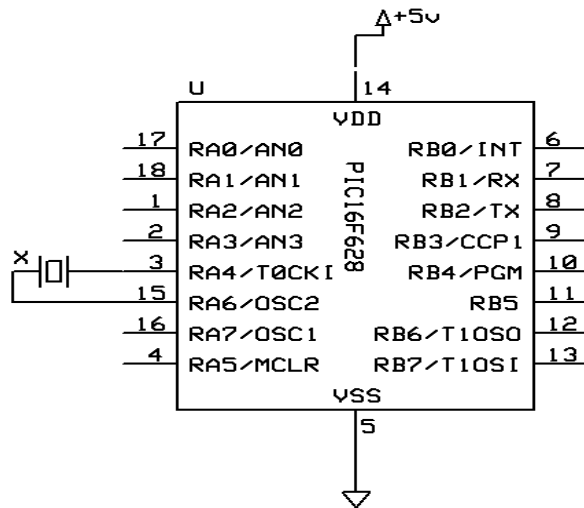 +5v
U
14
VDD
17 RA0/AN0 RB0/INT 6
18 RA1/AN1 RB1/RX 7
1 RA2/AN2 RB2/TX 8
2 RA3/AN3 RB3/CCP1 9
X
3 RA4/T0CKI RB4/PGM 10
15 RA6/OSC2 RB5 11
16 RA7/OSC1 RB6/T1OSO 12
4 RA5/MCLR RB7/T1OSI 13
PIC16F628
VSS
5